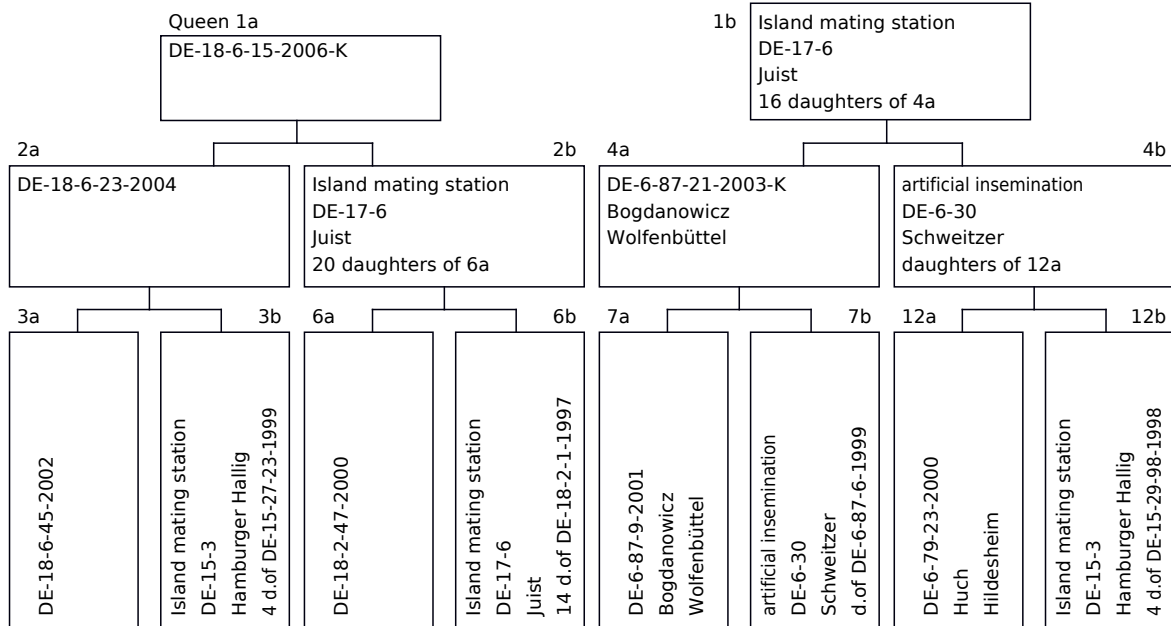 Queen 1a
DE-18-6-15-2006-K
1b
Island mating station
DE-17-6
Juist
16 daughters of 4a
2a
DE-18-6-23-2004
2b
Island mating station
DE-17-6
Juist
20 daughters of 6a
4a
DE-6-87-21-2003-K
Bogdanowicz
Wolfenbüttel
4b
artificial insemination
DE-6-30
Schweitzer
daughters of 12a
3a
DE-18-6-45-2002
3b
Island mating station
DE-15-3
Hamburger Hallig
4 d.of DE-15-27-23-1999
6a
DE-18-2-47-2000
6b
Island mating station
DE-17-6
Juist
14 d.of DE-18-2-1-1997
7a
DE-6-87-9-2001
Bogdanowicz
Wolfenbüttel
7b
artificial insemination
DE-6-30
Schweitzer
d.of DE-6-87-6-1999
12a
DE-6-79-23-2000
Huch
Hildesheim
12b
Island mating station
DE-15-3
Hamburger Hallig
4 d.of DE-15-29-98-1998